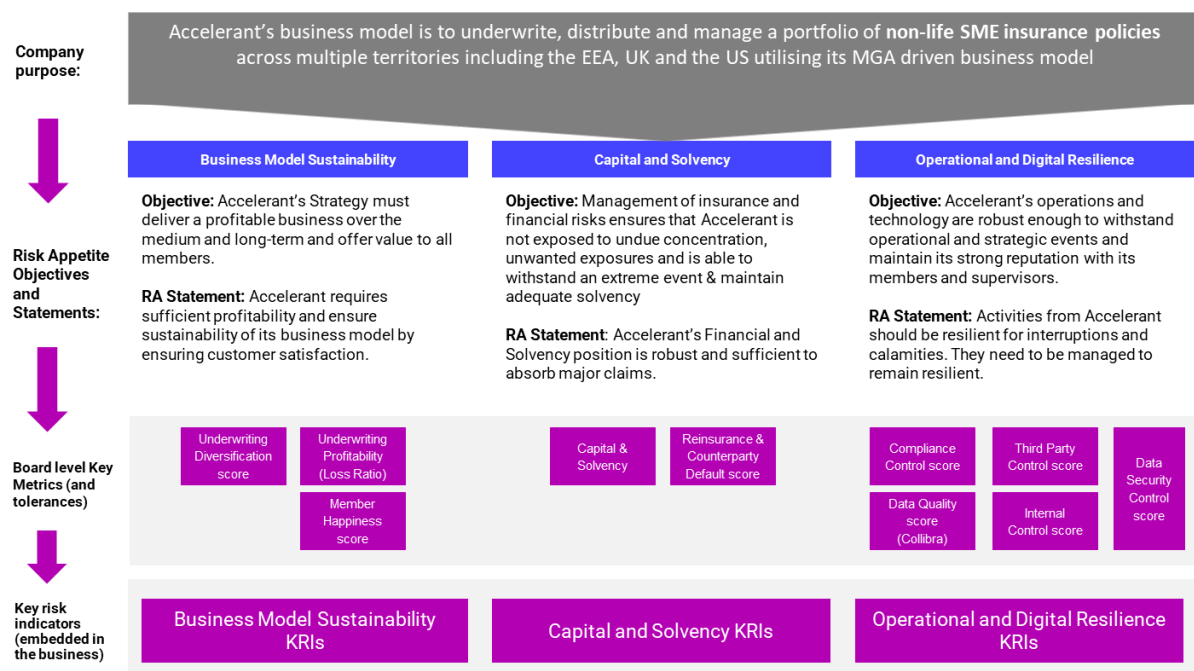 Company
purpose:
Accelerant's business model is to underwrite, distribute and manage a portfolio of non-life SME insurance policies
across multiple territories including the EEA, UK and the US utilising its MGA driven business model
Risk Appetite
Objectives
and
Statements:
Business Model Sustainability
Objective: Accelerant's Strategy must
deliver a profitable business over the
medium and long-term and offer value to all
members.
RA Statement: Accelerant requires
sufficient profitability and ensure
sustainability of its business model by
ensuring customer satisfaction.
Capital and Solvency
Objective: Management of insurance and
financial risks ensures that Accelerant is
not exposed to undue concentration,
unwanted exposures and is able to
withstand an extreme event & maintain
adequate solvency
RA Statement: Accelerant's Financial and
Solvency position is robust and sufficient to
absorb major claims.
Operational and Digital Resilience
Objective: Accelerant's operations and
technology are robust enough to withstand
operational and strategic events and
maintain its strong reputation with its
members and supervisors.
RA Statement: Activities from Accelerant
should be resilient for interruptions and
calamities. They need to be managed to
remain resilient.
Board level Key
Metrics (and
tolerances)
Underwriting
Diversification
score
Underwriting
Profitability
(Loss Ratio)
Member
Happiness
score
Capital &
Solvency
Reinsurance &
Counterparty
Default score
Compliance
Control score
Third Party
Control score
Data Quality
score
(Collibra)
Internal
Control score
Data
Security
Control
score
Key risk
indicators
(embedded in
the business)
Business Model Sustainability
KRIs
Capital and Solvency KRIs
Operational and Digital Resilience
KRIs